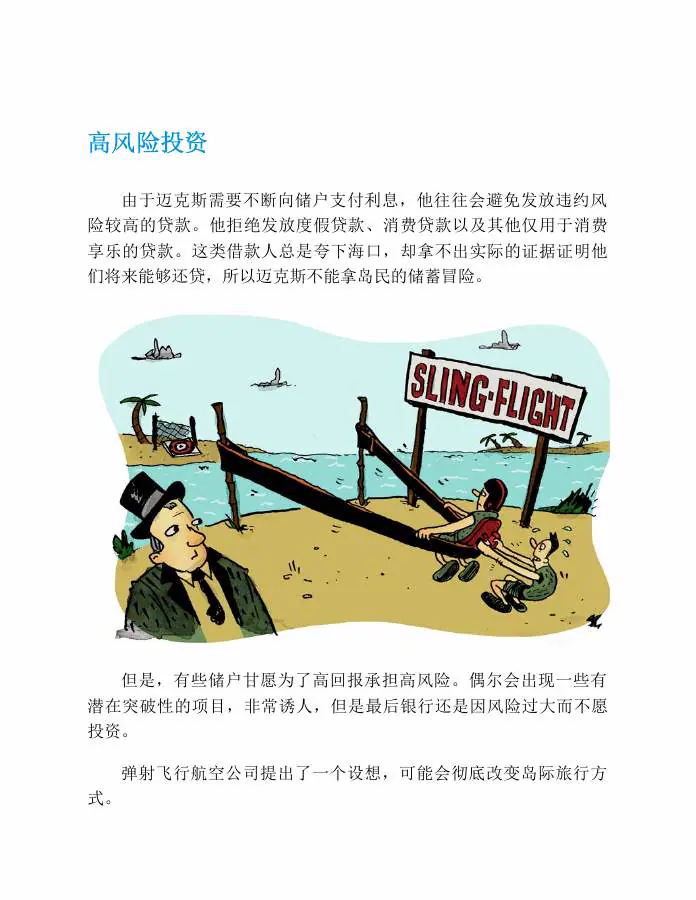 高风险投资
由于迈克斯需要不断向储户支付利息，他往往会避免发放违约风
险较高的贷款。他拒绝发放度假贷款、消费贷款以及其他仅用于消费
享乐的贷款。这类借款人总是夸下海口，却拿不出实际的证据证明他
们将来能够还贷，所以迈克斯不能拿岛民的储蓄冒险。
SLING-FLIGHT
但是，有些储户甘愿为了高回报承担高风险。偶尔会出现一些有
潜在突破性的项目，非常诱人，但是最后银行还是因风险过大而不愿
投资。
弹射飞行航空公司提出了一个设想，可能会彻底改变岛际旅行方
式。